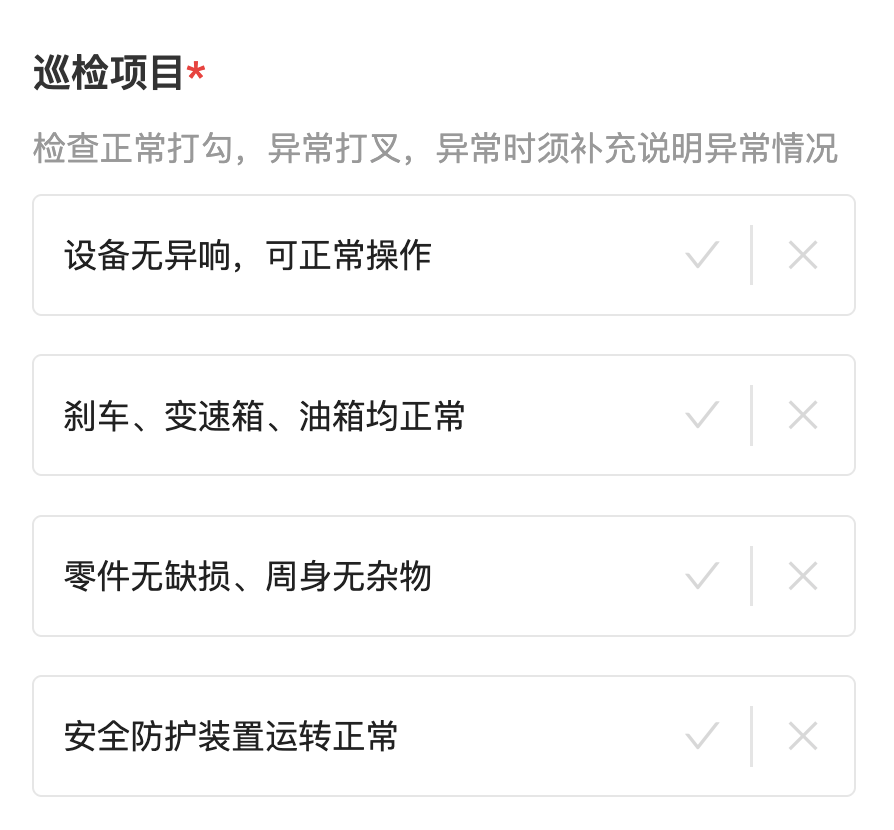 巡检项目*
检查正常打勾，异常打叉，异常时须补充说明异常情况
设备无异响，可正常操作
刹车、变速箱、油箱均正常
零件无缺损、周身无杂物
安全防护装置运转正常